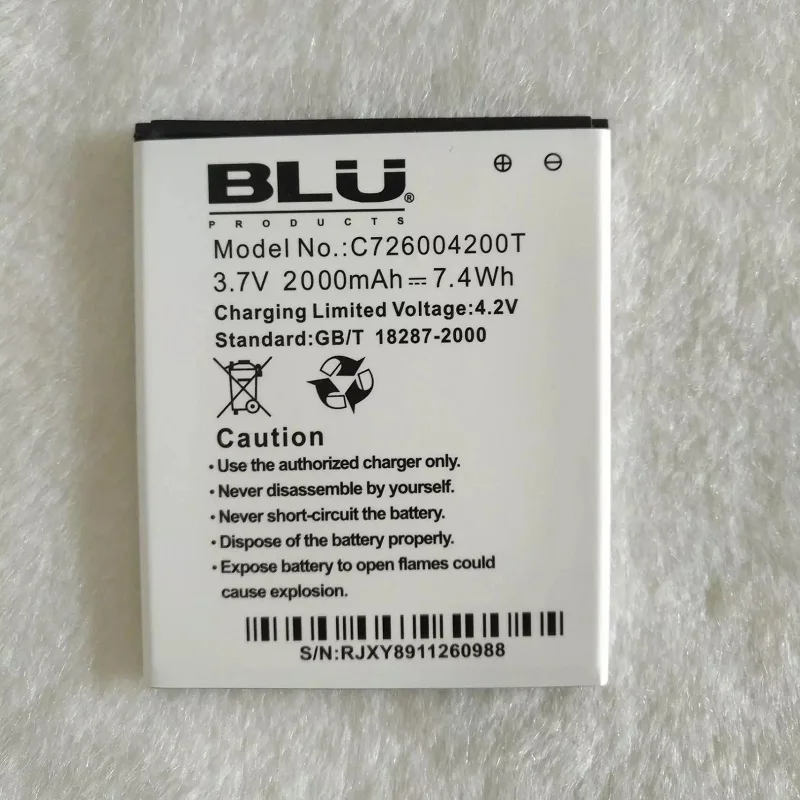 BLU®
PRODUCTS
Model No.:C726004200T
3.7V 2000mAh⎓7.4Wh
Charging Limited Voltage:4.2V
Standard:GB/T 18287-2000
Caution
• Use the authorized charger only.
• Never disassemble by yourself.
• Never short-circuit the battery.
• Dispose of the battery properly.
• Expose battery to open flames could
cause explosion.
S/N:RJXY8911260988